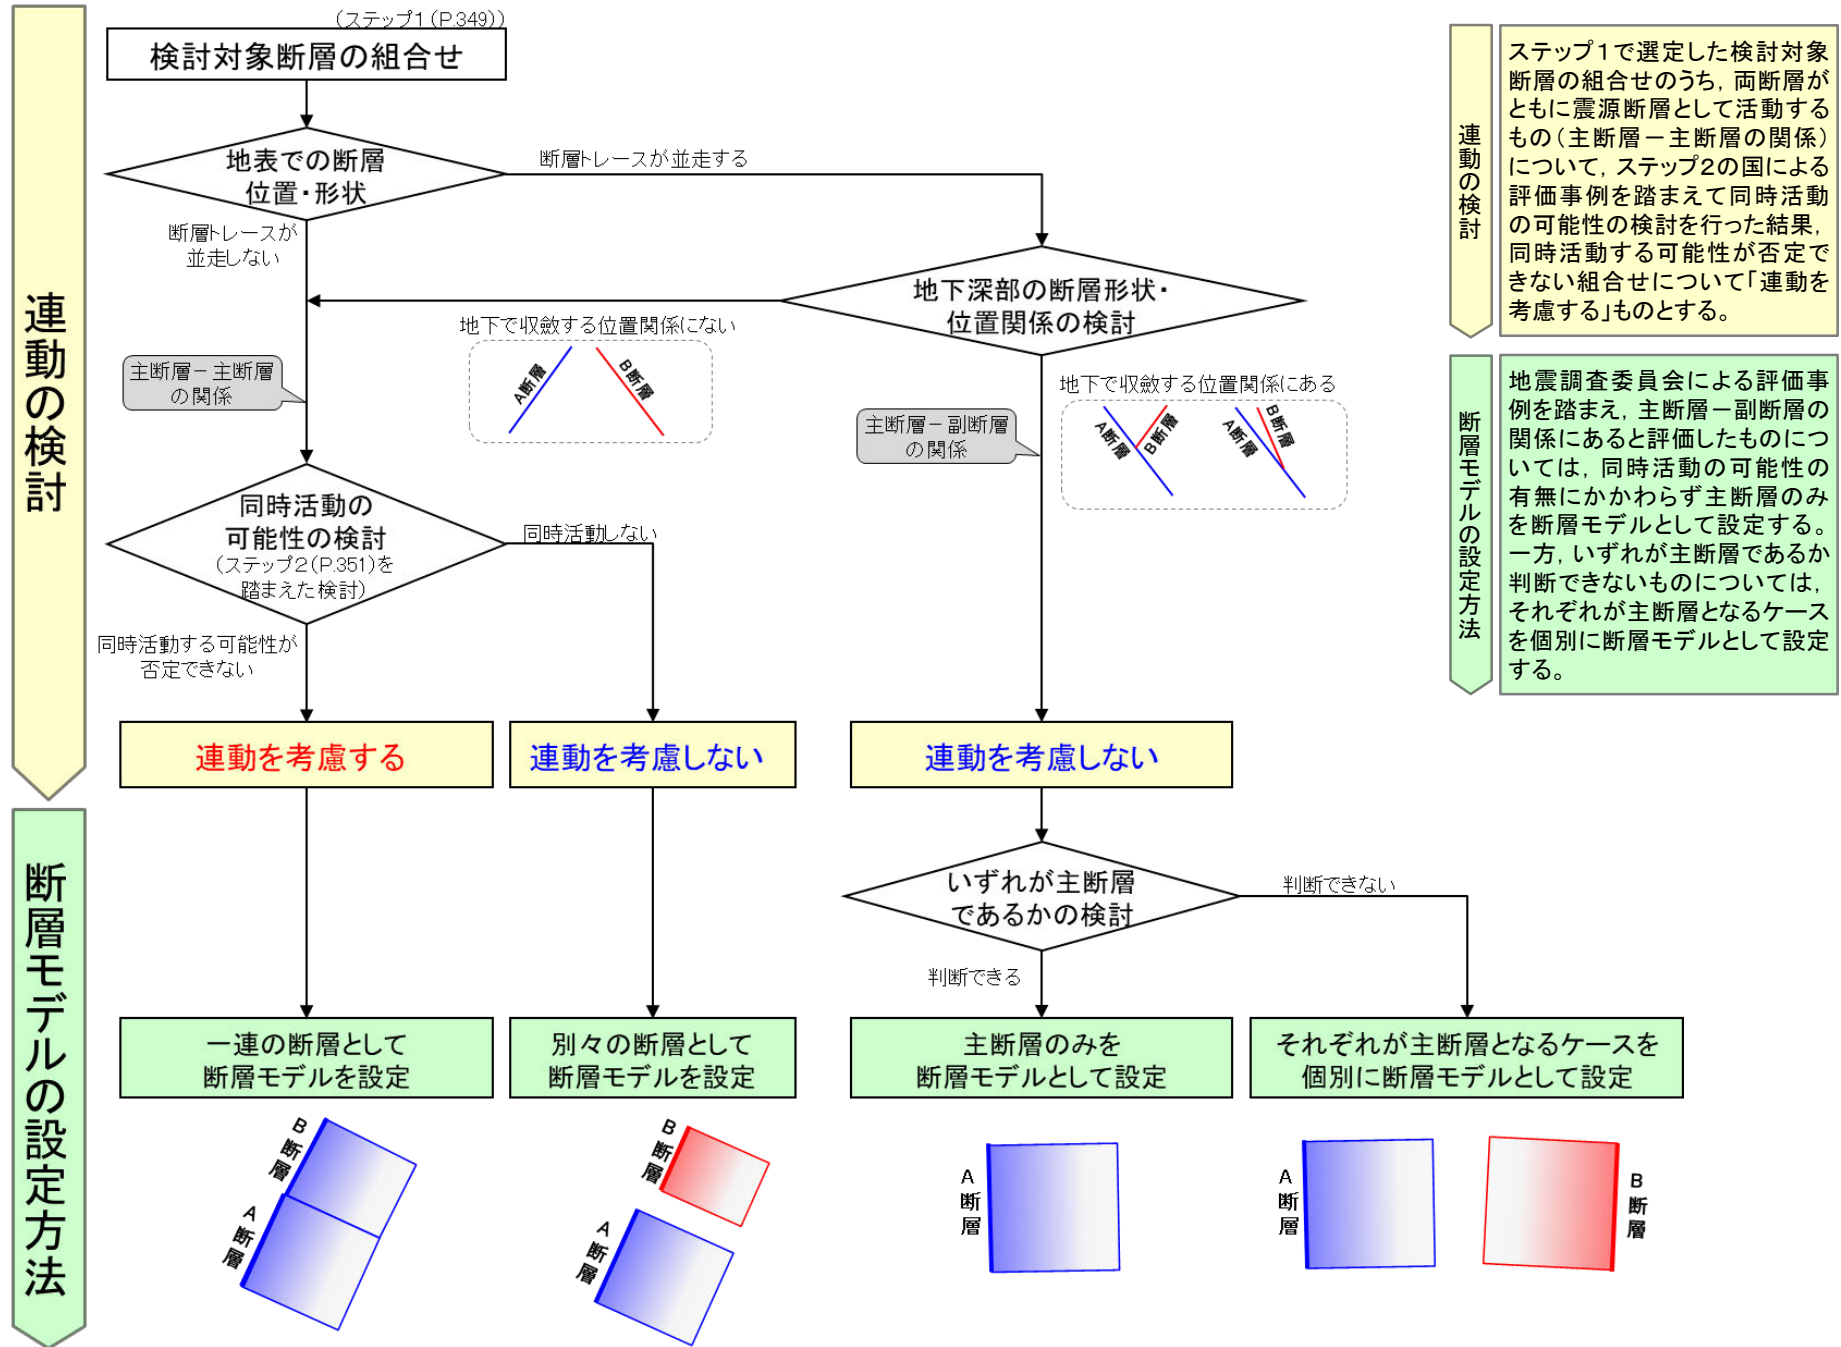 連動の検討
断層モデルの設定方法
(ステップ1(P.349))
検討対象断層の組合せ
地表での断層
位置・形状
断層トレースが並走する
断層トレースが
並走しない
地下深部の断層形状・
位置関係の検討
地下で収斂する位置関係にない
A断層
B断層
主断層-主断層
の関係
地下で収斂する位置関係にある
A断層
B断層
A断層
B断層
主断層-副断層
の関係
同時活動の
可能性の検討
(ステップ2(P.351)を
踏まえた検討)
同時活動しない
同時活動する可能性が
否定できない
連動を考慮する
連動を考慮しない
連動を考慮しない
いずれが主断層
であるかの検討
判断できない
判断できる
一連の断層として
断層モデルを設定
別々の断層として
断層モデルを設定
主断層のみを
断層モデルとして設定
それぞれが主断層となるケースを
個別に断層モデルとして設定
B断層
A断層
B断層
A断層
A断層
A断層
B断層
連動の検討
ステップ1で選定した検討対象
断層の組合せのうち,両断層が
ともに震源断層として活動する
もの(主断層-主断層の関係)
について,ステップ2の国による
評価事例を踏まえて同時活動
の可能性の検討を行った結果,
同時活動する可能性が否定で
きない組合せについて「連動を
考慮する」ものとする。
断層モデルの設定方法
地震調査委員会による評価事
例を踏まえ,主断層-副断層の
関係にあると評価したものにつ
いては,同時活動の可能性の
有無にかかわらず主断層のみ
を断層モデルとして設定する。
一方,いずれが主断層であるか
判断できないものについては,
それぞれが主断層となるケース
を個別に断層モデルとして設定
する。